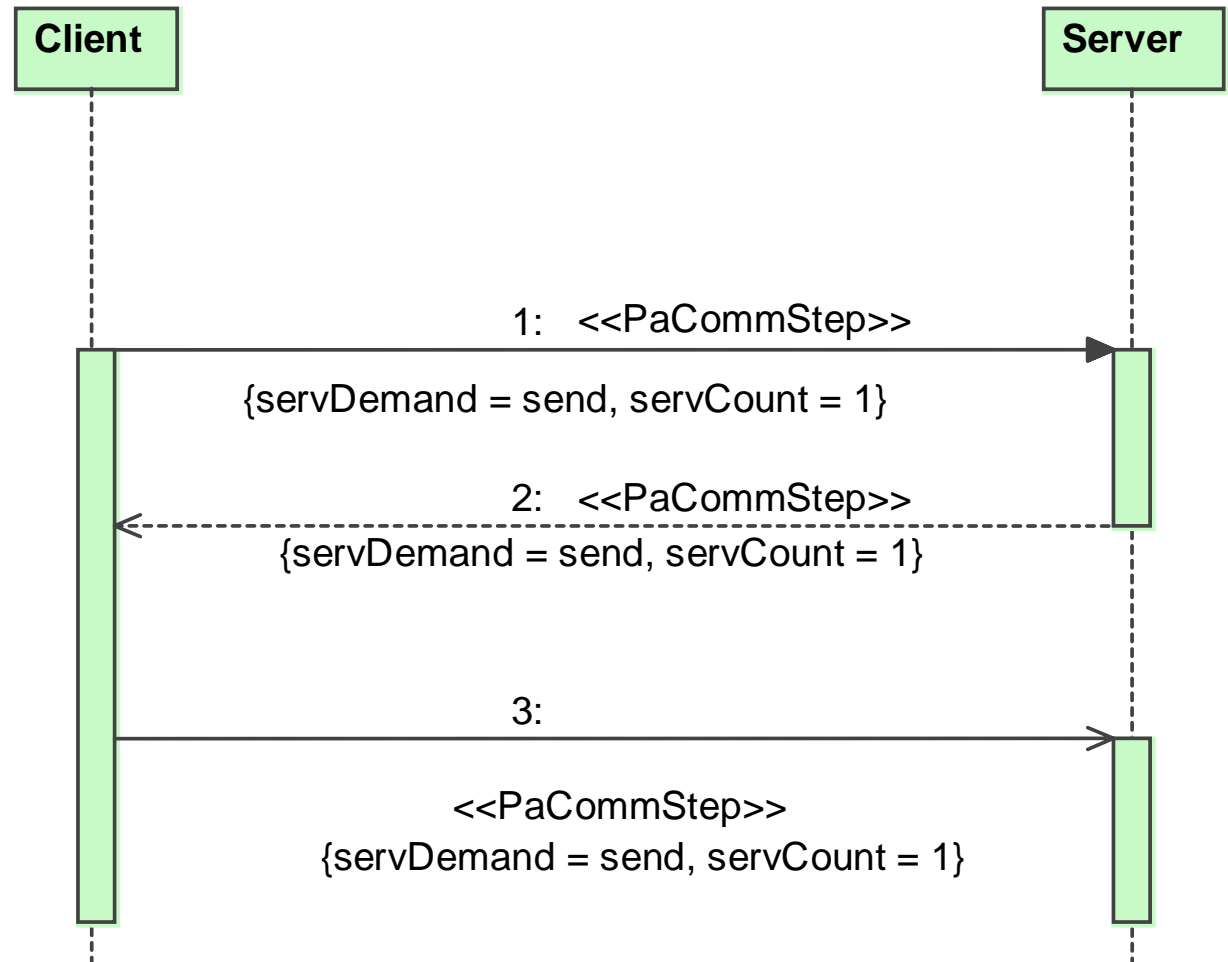 Client
Server
1: <<PaCommStep>>
{servDemand = send, servCount = 1}
2: <<PaCommStep>>
{servDemand = send, servCount = 1}
3:
<<PaCommStep>>
{servDemand = send, servCount = 1}